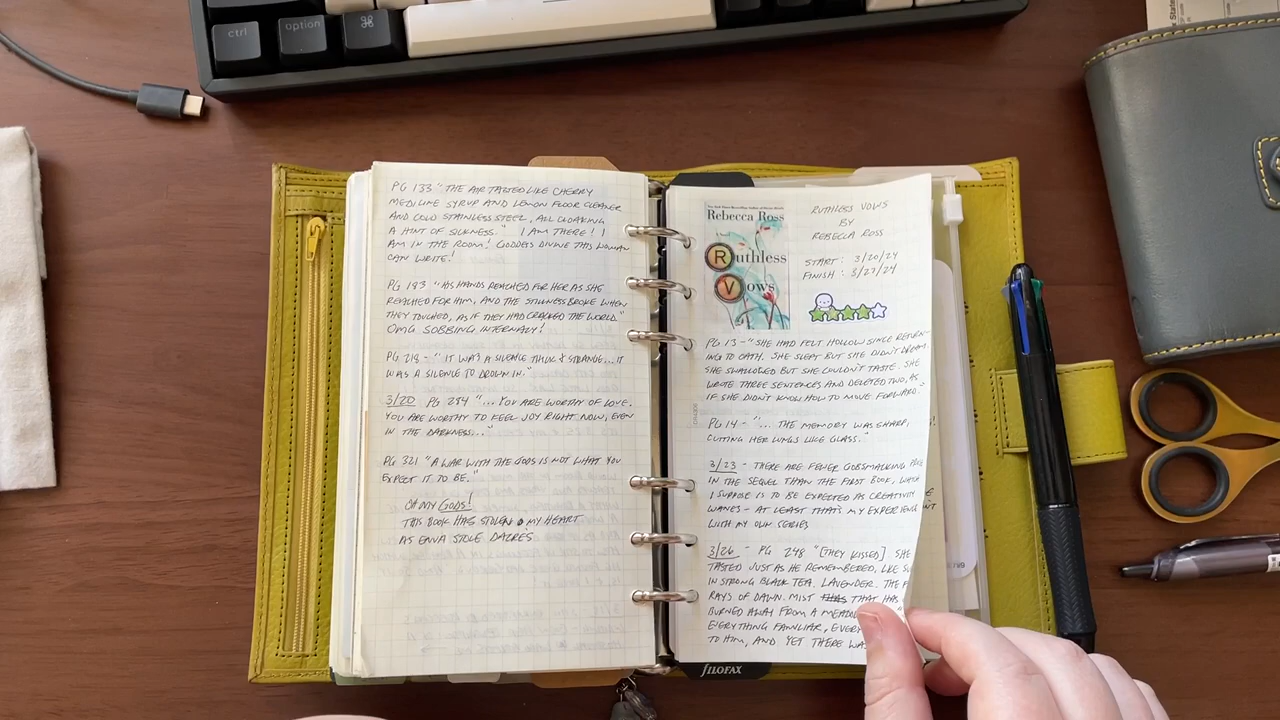 ctrl
option
⌘
PG 133 "THE AIR TASTED LIKE CHERRY
MEDICINE SYRUP AND LEMON FLOOR CLEANER
AND COLD STAINLESS STEEL, ALL CLOAKING
A HINT OF SICKNESS." I AM THERE! I
AM IN THE ROOM! GODDESS DIVINE THIS WOMAN
CAN WRITE!
PG 183 "AS HANDS REACHED FOR HER AS SHE
REACHED FOR HIM, AND THE STILLNESS BROKE WHEN
THEY TOUCHED, AS IF THEY HAD CRACKED THE WORLD."
OMG SOBBING INTERNALLY!
PG 218 - "IT WAS A SILENCE THICK & STRANGE... IT
WAS A SILENCE TO DROWN IN."
3/20 PG 284 "... YOU ARE WORTHY OF LOVE.
YOU ARE WORTHY TO FEEL JOY RIGHT NOW, EVEN
IN THE DARKNESS..."
PG 321 "A WAR WITH THE GODS IS NOT WHAT YOU
EXPECT IT TO BE."
OH MY GODS!
THIS BOOK HAS STOLEN MY HEART
AS ENVA STOLE DACRES
Rebecca Ross
Ruthless
Vows
RUTHLESS VOWS
BY
REBECCA ROSS
START: 3/20/24
FINISH: 3/27/24
PG 13 - "SHE HAD FELT HOLLOW SINCE RETURN-
ING TO OATH. SHE SLEPT BUT SHE DIDN'T DREAM.
SHE SWALLOWED BUT SHE COULDN'T TASTE. SHE
WROTE THREE SENTENCES AND DELETED TWO, AS
IF SHE DIDN'T KNOW HOW TO MOVE FORWARD."
PG 14 - "... THE MEMORY WAS SHARP,
CUTTING HER LUNGS LIKE GLASS."
3/23 - THERE ARE FEWER GOBSMALKING
IN THE SEQUEL THAN THE FIRST BOOK, WHICH
I SUPPOSE IS TO BE EXPECTED AS CREATIVITY
WANES - AT LEAST THAT'S MY EXPERIENCE
WITH MY OWN SERIES
3/26 - PG 248 "[THEY KISSED] SHE
TASTED JUST AS HE REMEMBERED, LIKE
IN STRONG BLACK TEA. LAVENDER. THE
RAYS OF DAWN. MIST THAT HAS
BURNED AWAY FROM A
EVERYTHING FAMILIAR,
TO HIM, AND YET THERE WAS
FILOFAX